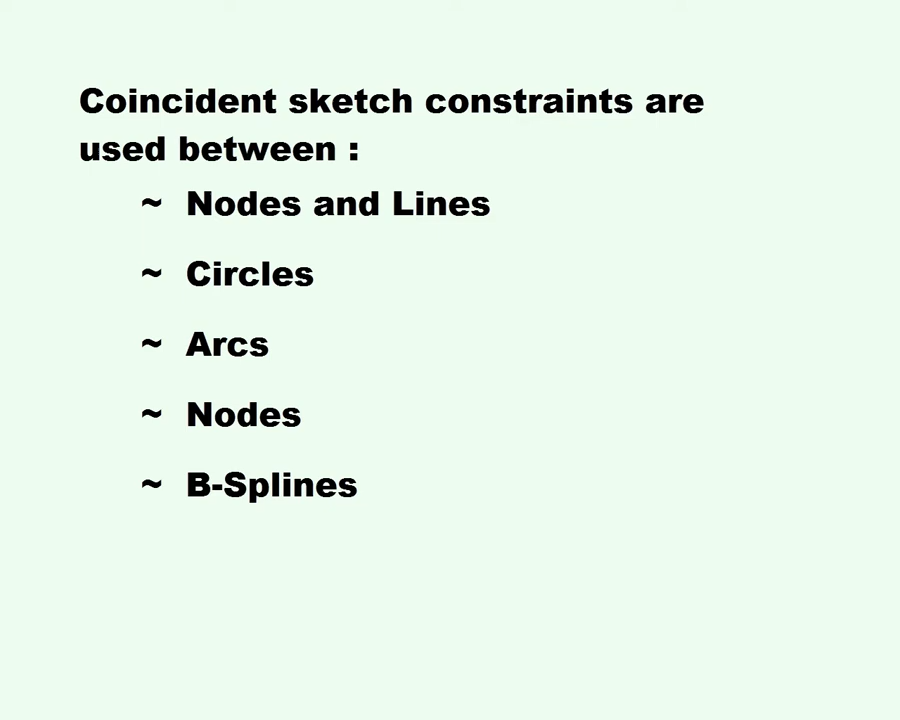 Coincident sketch constraints are
used between :
~ Nodes and Lines
~ Circles
~ Arcs
~ Nodes
~ B-Splines